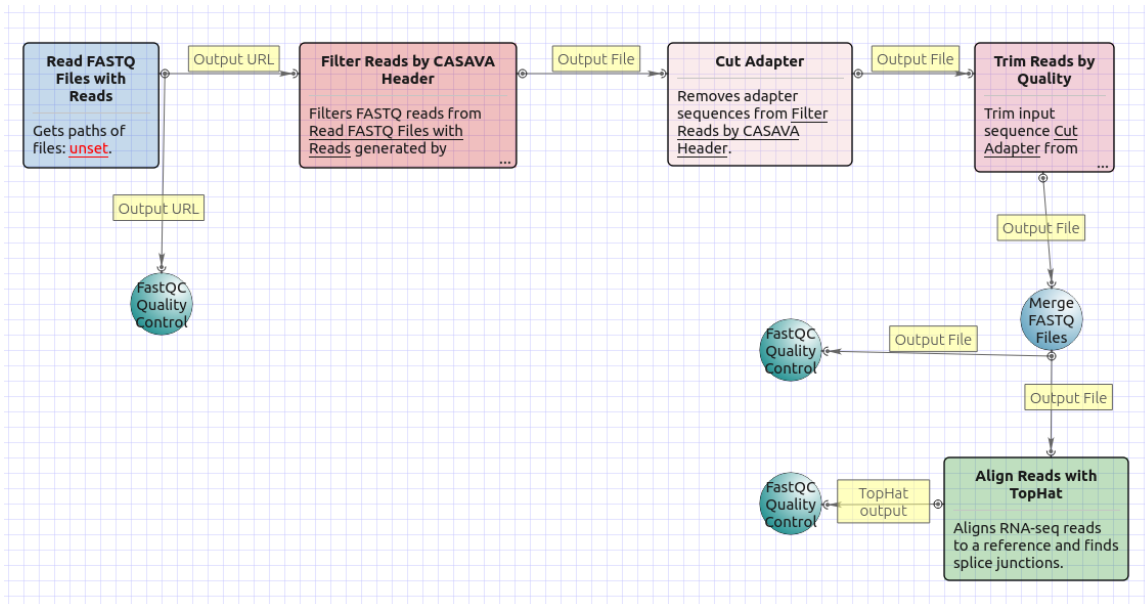 Read FASTQ
Files with
Reads
Gets paths of
files: unset.
Output URL
Filter Reads by CASAVA
Header
Filters FASTQ reads from
Read FASTQ Files with
Reads generated by
...
Output File
Cut Adapter
Removes adapter
sequences from Filter
Reads by CASAVA
Header.
Output File
Trim Reads by
Quality
Trim input
sequence Cut
Adapter from
...
Output URL
FastQC
Quality
Control
Output File
Merge
FASTQ
Files
Output File
FastQC
Quality
Control
Output File
Align Reads with
TopHat
Aligns RNA-seq reads
to a reference and finds
splice junctions.
TopHat
output
FastQC
Quality
Control